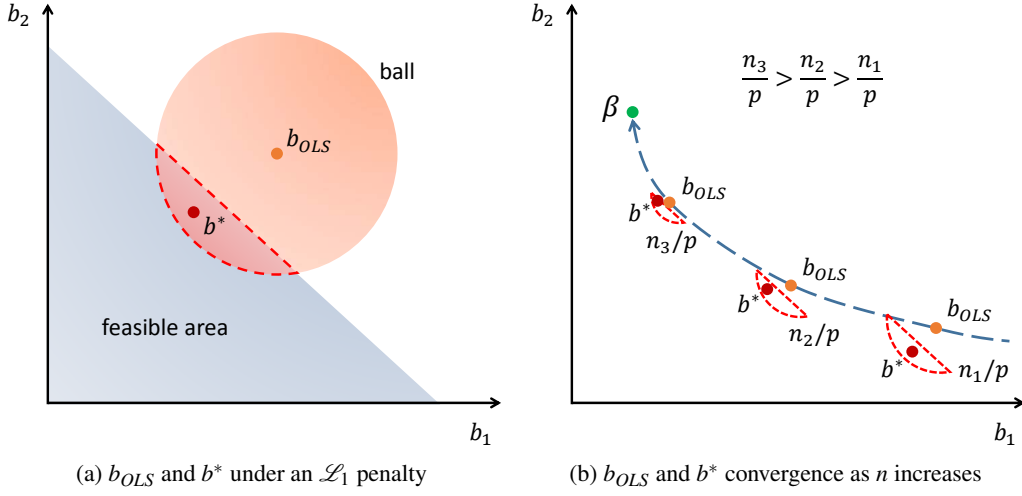 b₂
ball
b_OLS
b*
feasible area
b₁
(a) b_OLS and b* under an ℒ₁ penalty
b₂
n₃/p > n₂/p > n₁/p
β
b_OLS
b*
n₃/p
b_OLS
b*
n₂/p
b_OLS
b*
n₁/p
b₁
(b) b_OLS and b* convergence as n increases